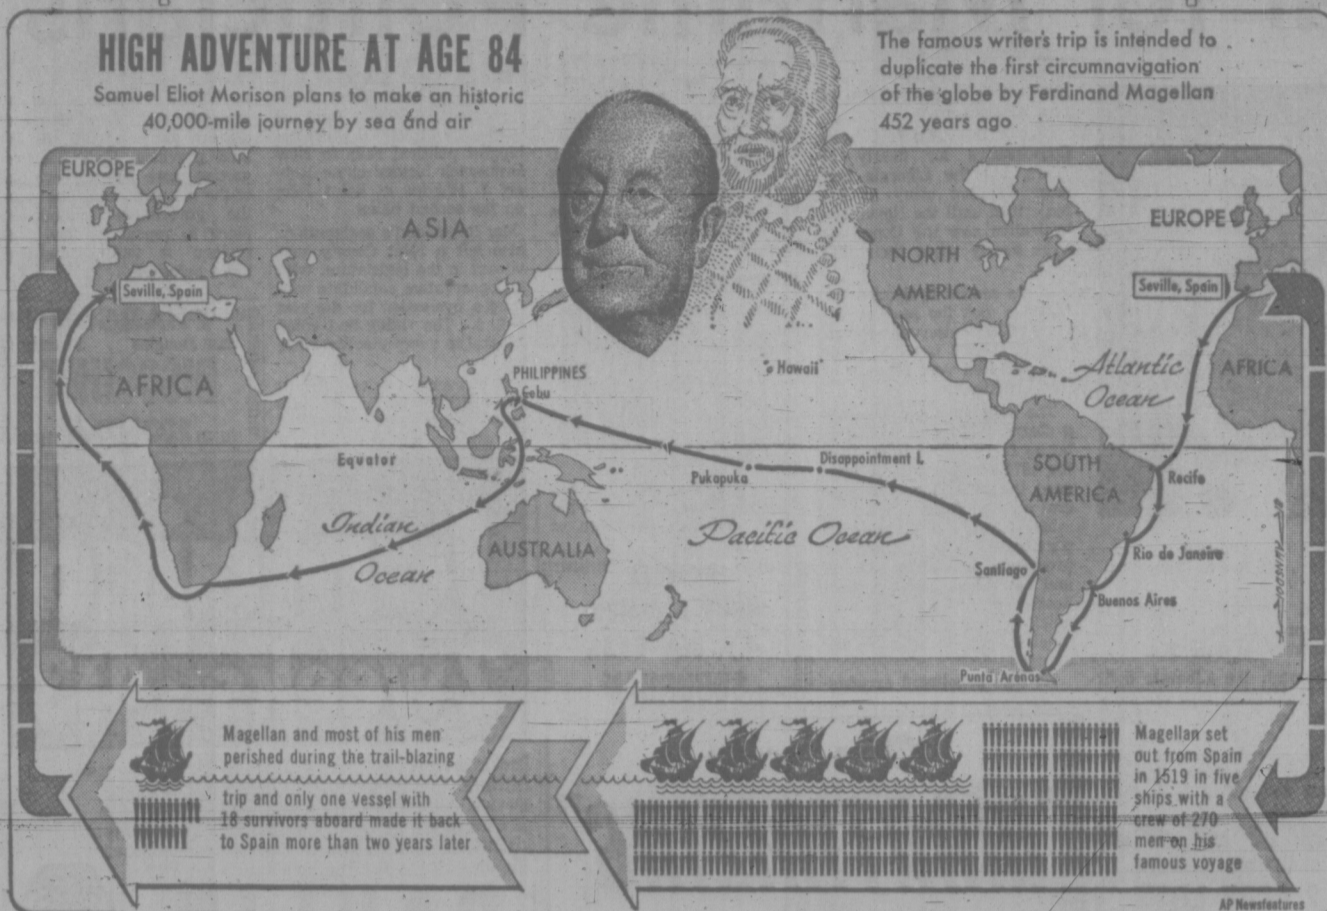 HIGH ADVENTURE AT AGE 84
Samuel Eliot Morison plans to make an historic
40,000-mile journey by sea and air
The famous writer's trip is intended to
duplicate the first circumnavigation
of the globe by Ferdinand Magellan
452 years ago
EUROPE
ASIA
NORTH
AMERICA
EUROPE
Seville, Spain
Seville, Spain
AFRICA
PHILIPPINES
Cebu
Hawaii
Atlantic
Ocean
AFRICA
Equator
Pukapuka
Disappointment I.
SOUTH
AMERICA
Recife
Indian
Ocean
AUSTRALIA
Pacific Ocean
Santiago
Rio de Janeiro
Buenos Aires
Punta Arenas
Magellan and most of his men
perished during the trail-blazing
trip and only one vessel with
18 survivors aboard made it back
to Spain more than two years later
Magellan set
out from Spain
in 1519 in five
ships with a
crew of 270
men on his
famous voyage
AP Newsfeatures